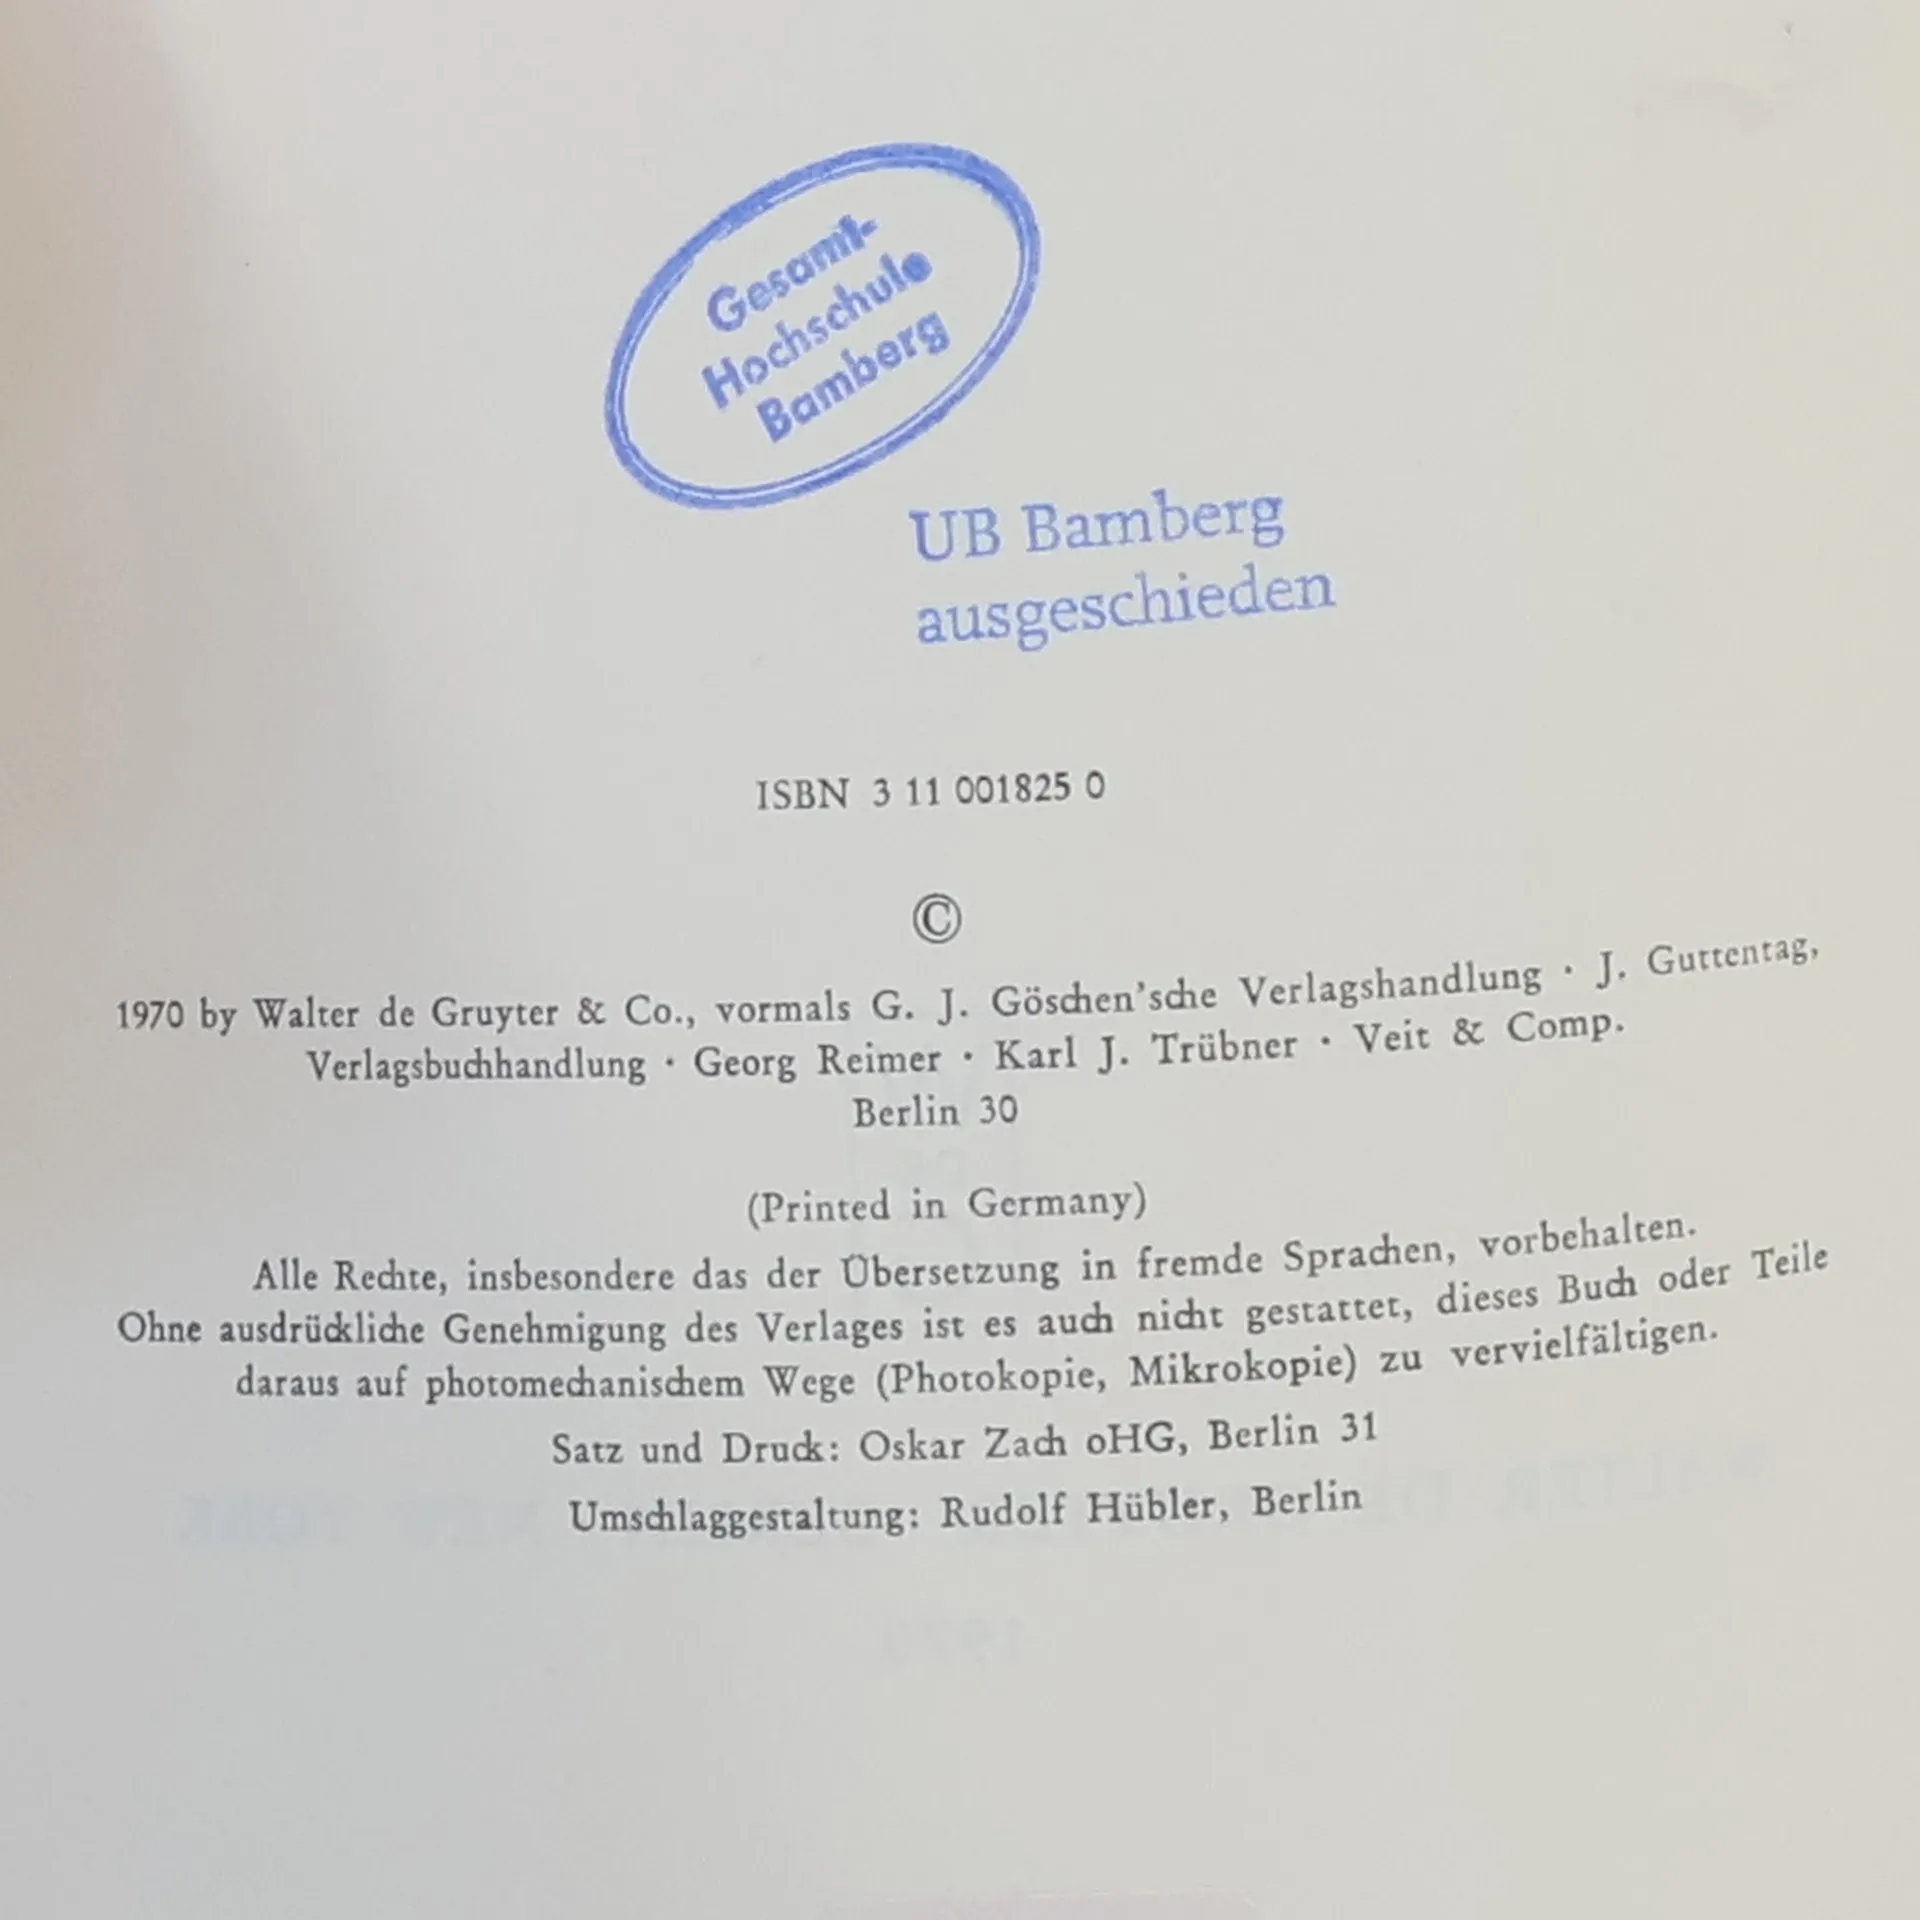 Gesamt-
Hochschule
Bamberg
UB Bamberg
ausgeschieden
ISBN 3 11 001825 0
©
1970 by Walter de Gruyter & Co., vormals G. J. Göschen'sche Verlagshandlung · J. Guttentag,
Verlagsbuchhandlung · Georg Reimer · Karl J. Trübner · Veit & Comp.
Berlin 30
(Printed in Germany)
Alle Rechte, insbesondere das der Übersetzung in fremde Sprachen, vorbehalten.
Ohne ausdrückliche Genehmigung des Verlages ist es auch nicht gestattet, dieses Buch oder Teile
daraus auf photomechanischem Wege (Photokopie, Mikrokopie) zu vervielfältigen.
Satz und Druck: Oskar Zach oHG, Berlin 31
Umschlaggestaltung: Rudolf Hübler, Berlin